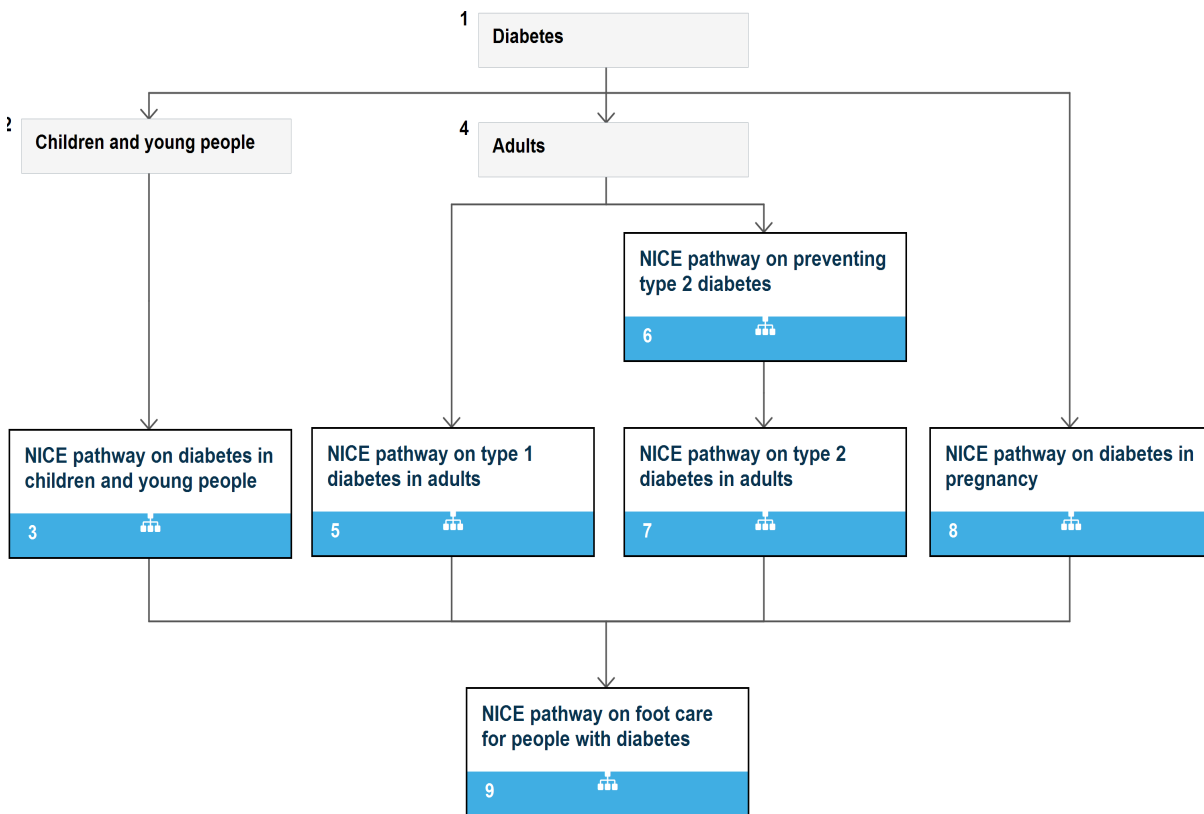 1
Diabetes
2
Children and young people
4
Adults
NICE pathway on preventing
type 2 diabetes
6
NICE pathway on diabetes in
children and young people
3
NICE pathway on type 1
diabetes in adults
5
NICE pathway on type 2
diabetes in adults
7
NICE pathway on diabetes in
pregnancy
8
NICE pathway on foot care
for people with diabetes
9